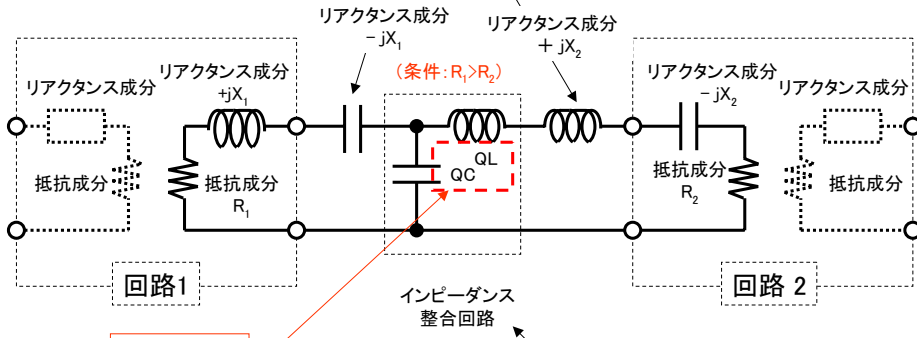 リアクタンス成分
－jX1
リアクタンス成分
＋jX2
(条件：R1>R2)
リアクタンス成分
リアクタンス成分
+jX1
抵抗成分
抵抗成分
R1
QL
QC
リアクタンス成分
－jX2
リアクタンス成分
抵抗成分
R2
抵抗成分
回路1
インピーダンス
整合回路
回路 2